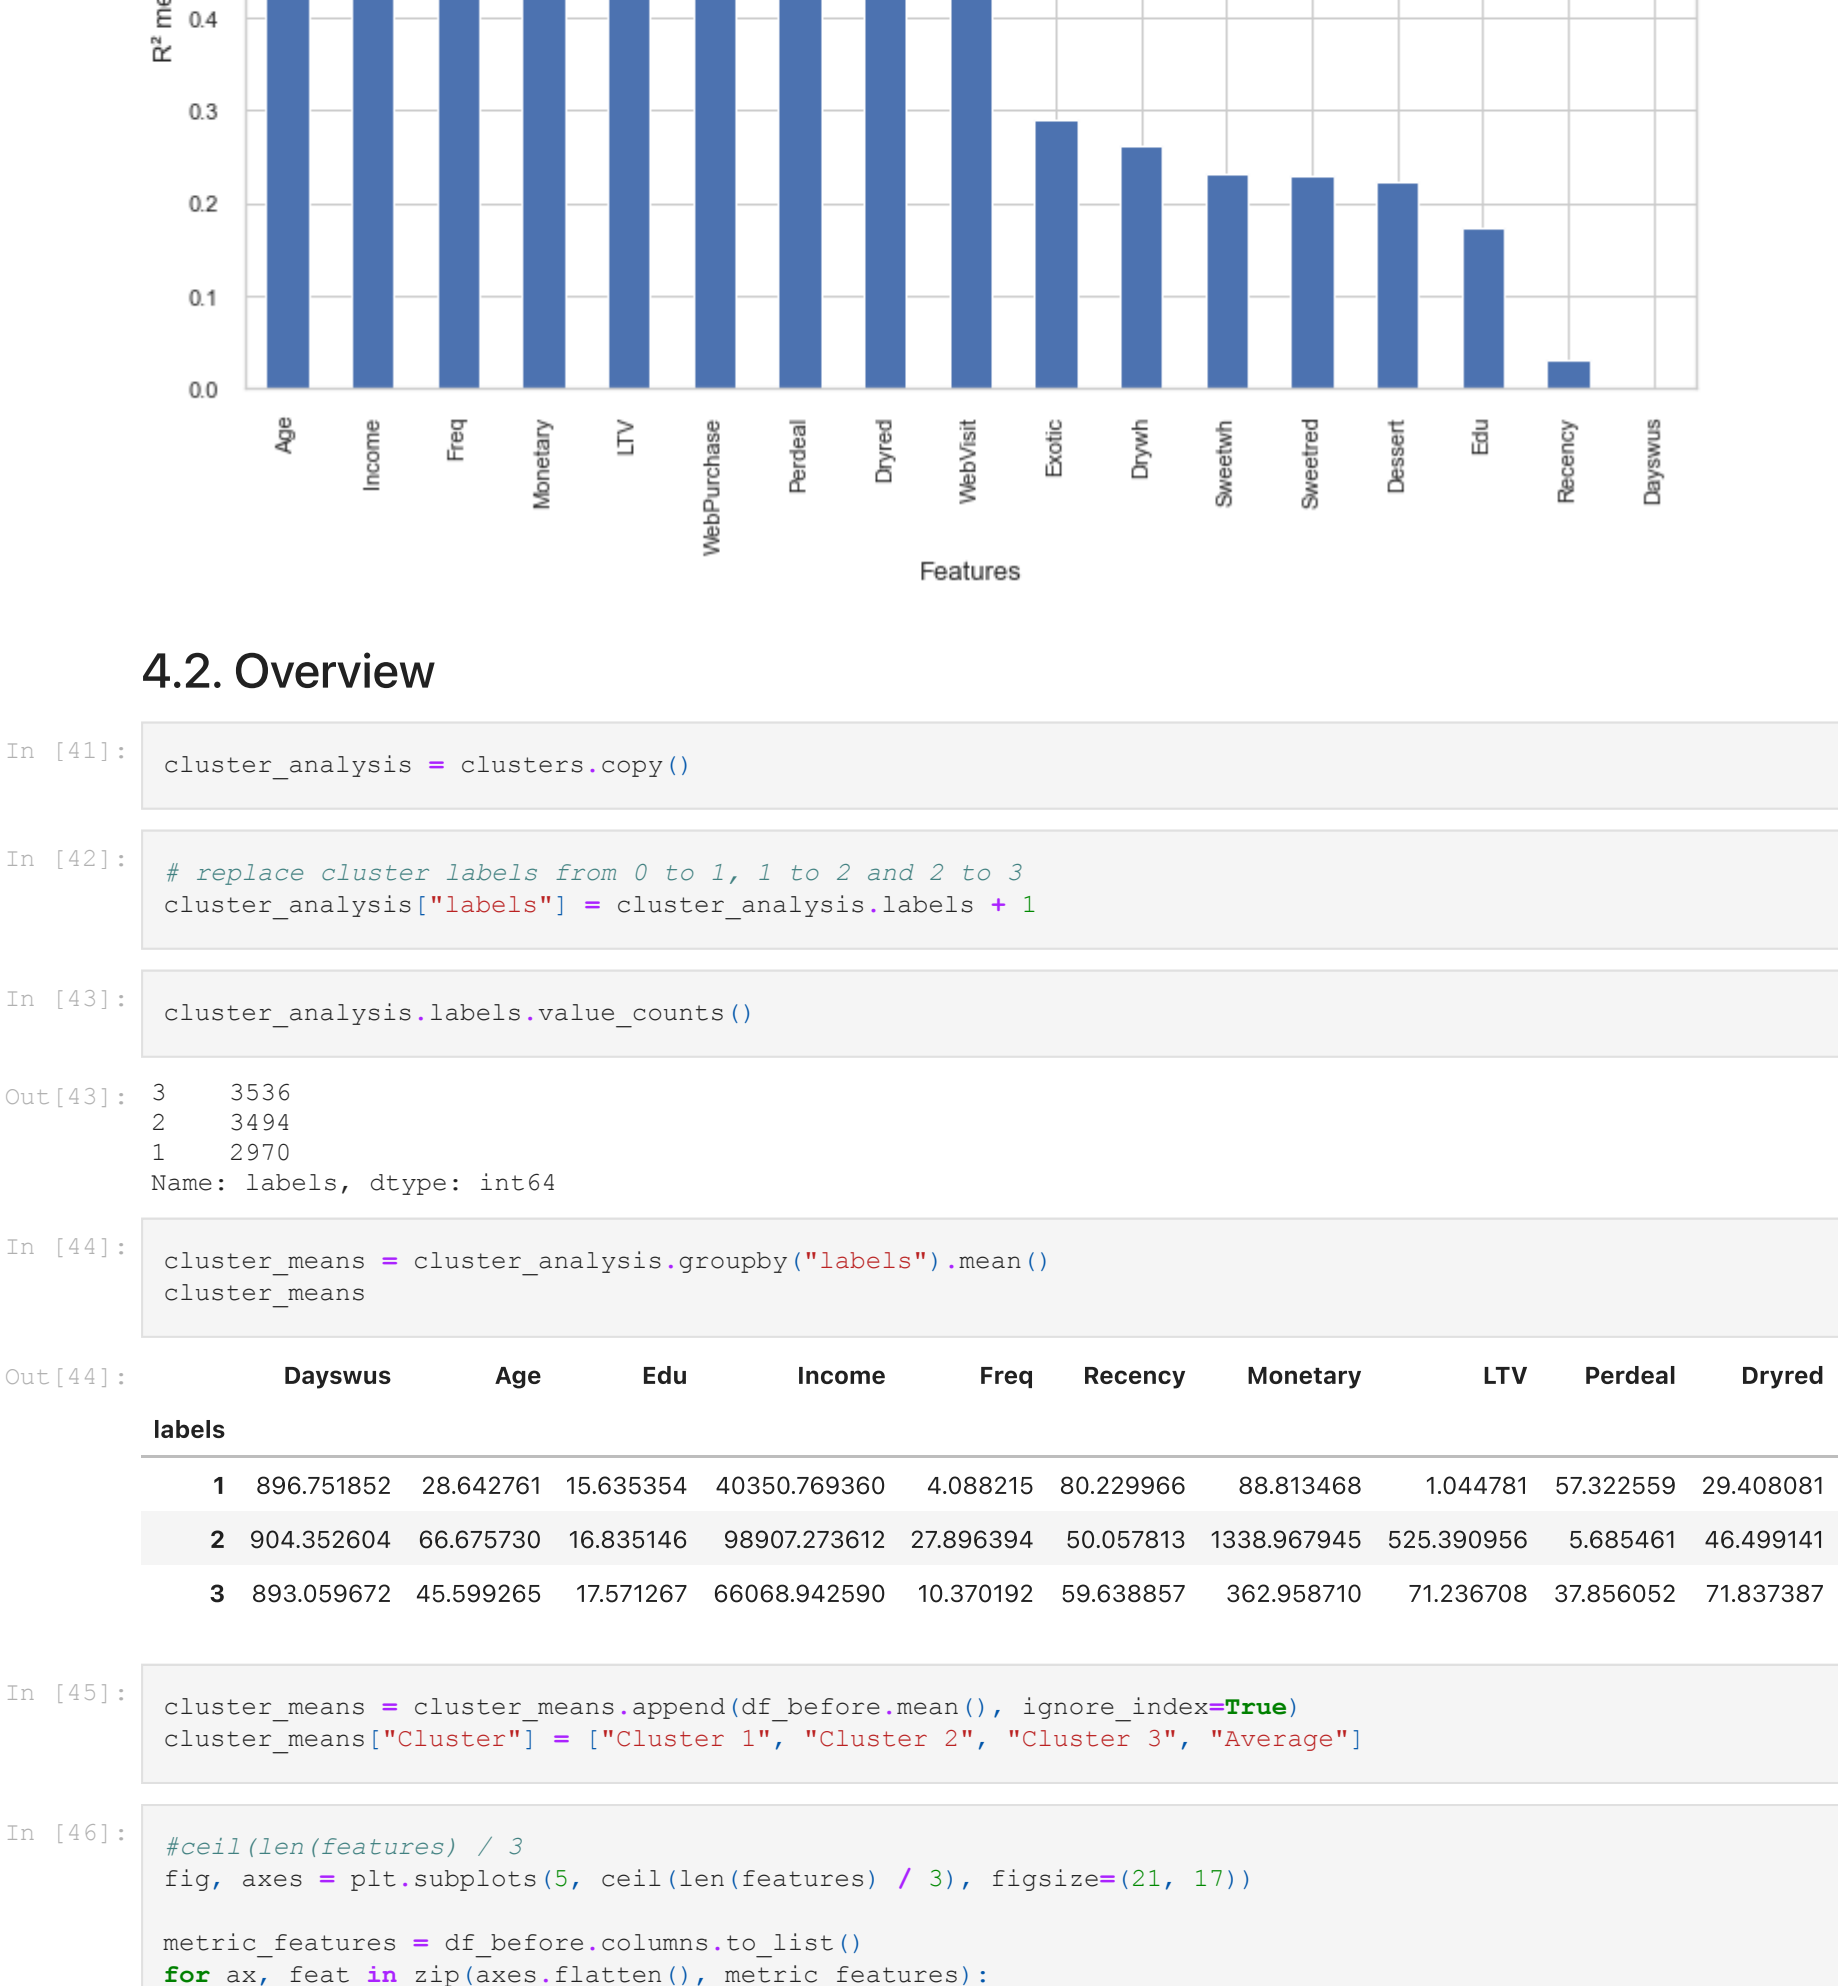 0.4
0.3
0.2
0.1
0.0
Age Income Freq Monetary LTV WebPurchase Perdeal Dryred WebVisit Exotic Drywh Sweetwh Sweetred Dessert Edu Recency Dayswus
Features
4.2. Overview
In [41]:
cluster_analysis = clusters.copy()
In [42]:
# replace cluster labels from 0 to 1, 1 to 2 and 2 to 3
cluster_analysis["labels"] = cluster_analysis.labels + 1
In [43]:
cluster_analysis.labels.value_counts()
Out[43]:
3 3536
2 3494
1 2970
Name: labels, dtype: int64
In [44]:
cluster_means = cluster_analysis.groupby("labels").mean()
cluster_means
Out[44]:
Dayswus Age Edu Income Freq Recency Monetary LTV Perdeal Dryred
labels
1 896.751852 28.642761 15.635354 40350.769360 4.088215 80.229966 88.813468 1.044781 57.322559 29.408081
2 904.352604 66.675730 16.835146 98907.273612 27.896394 50.057813 1338.967945 525.390956 5.685461 46.499141
3 893.059672 45.599265 17.571267 66068.942590 10.370192 59.638857 362.958710 71.236708 37.856052 71.837387
In [45]:
cluster_means = cluster_means.append(df_before.mean(), ignore_index=True)
cluster_means["Cluster"] = ["Cluster 1", "Cluster 2", "Cluster 3", "Average"]
In [46]:
#ceil(len(features) / 3
fig, axes = plt.subplots(5, ceil(len(features) / 3), figsize=(21, 17))
metric_features = df_before.columns.to_list()
for ax, feat in zip(axes.flatten(), metric_features):